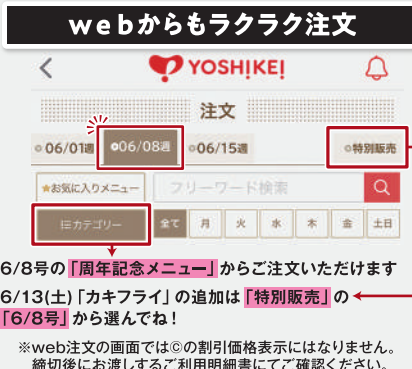 webからもラクラク注文
YOSHIKEI
注文
06/01週 06/08週 06/15週 特別販売
★お気に入りメニュー フリーワード検索
カテゴリー 全て 月 火 水 木 金 土日
6/8号の「周年記念メニュー」からご注文いただけます
6/13(土)「カキフライ」の追加は「特別販売」の
「6/8号」から選んでね!
※web注文の画面では©の割引価格表示にはなりません。
締切後にお渡しするご利用明細書にてご確認ください。